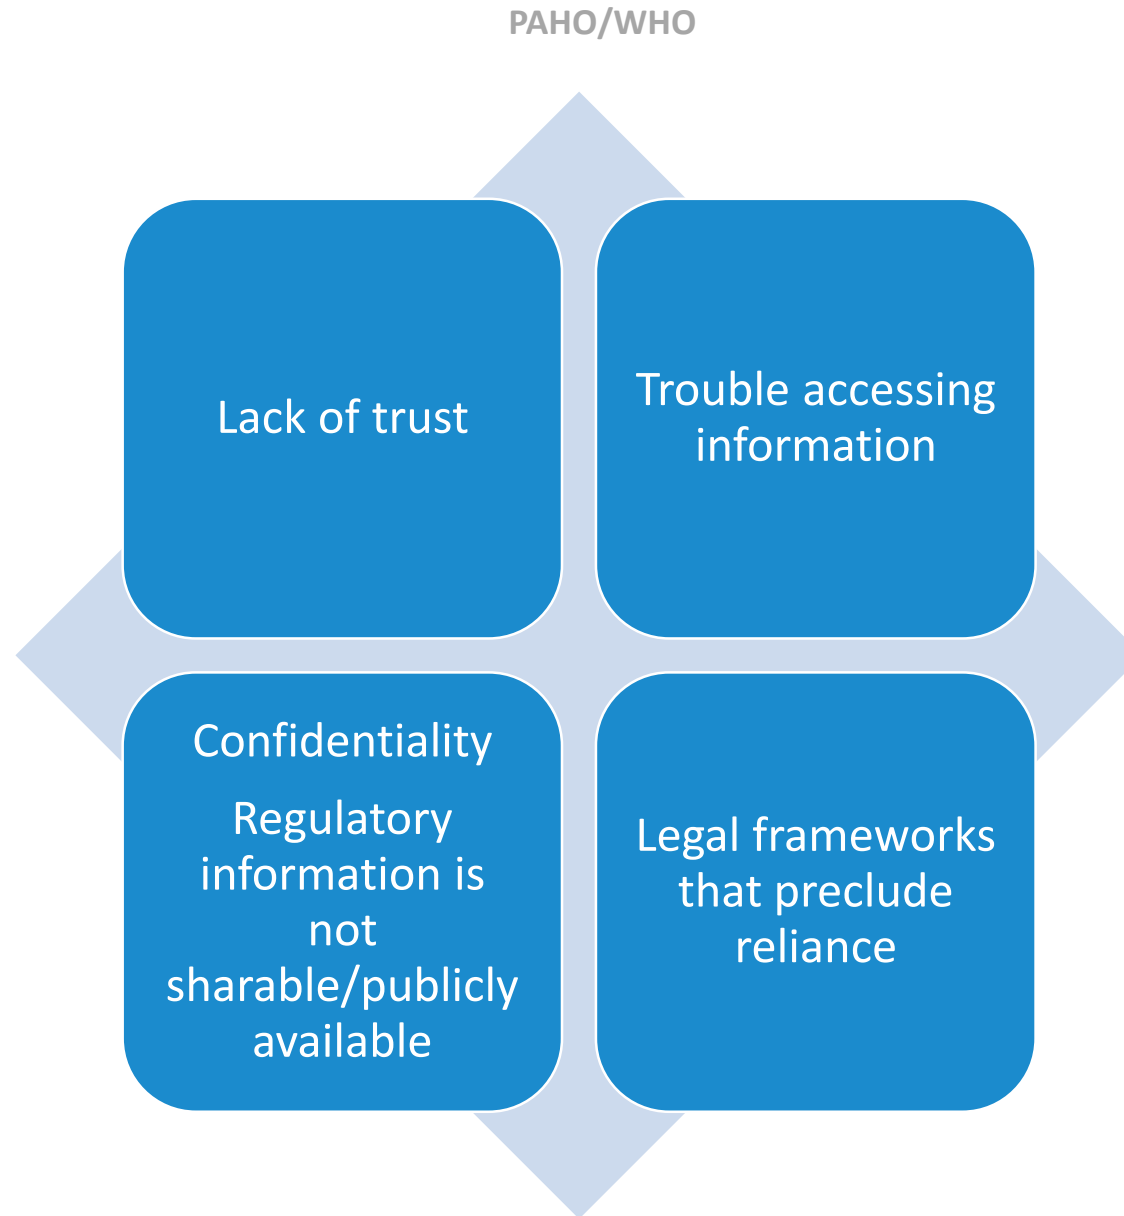 PAHO/WHO
Lack of trust
Trouble accessing
information
Confidentiality
Regulatory
information is
not
sharable/publicly
available
Legal frameworks
that preclude
reliance